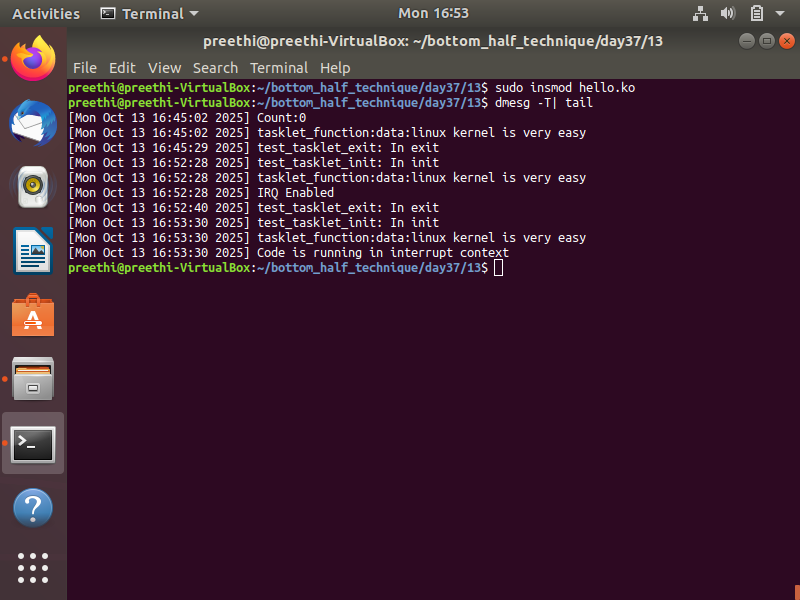 Activities Terminal Mon 16:53
preethi@preethi-VirtualBox: ~/bottom_half_technique/day37/13
File Edit View Search Terminal Help
preethi@preethi-VirtualBox:~/bottom_half_technique/day37/13$ sudo insmod hello.ko
preethi@preethi-VirtualBox:~/bottom_half_technique/day37/13$ dmesg -T| tail
[Mon Oct 13 16:45:02 2025] Count:0
[Mon Oct 13 16:45:02 2025] tasklet_function:data:linux kernel is very easy
[Mon Oct 13 16:45:29 2025] test_tasklet_exit: In exit
[Mon Oct 13 16:52:28 2025] test_tasklet_init: In init
[Mon Oct 13 16:52:28 2025] tasklet_function:data:linux kernel is very easy
[Mon Oct 13 16:52:28 2025] IRQ Enabled
[Mon Oct 13 16:52:40 2025] test_tasklet_exit: In exit
[Mon Oct 13 16:53:30 2025] test_tasklet_init: In init
[Mon Oct 13 16:53:30 2025] tasklet_function:data:linux kernel is very easy
[Mon Oct 13 16:53:30 2025] Code is running in interrupt context
preethi@preethi-VirtualBox:~/bottom_half_technique/day37/13$